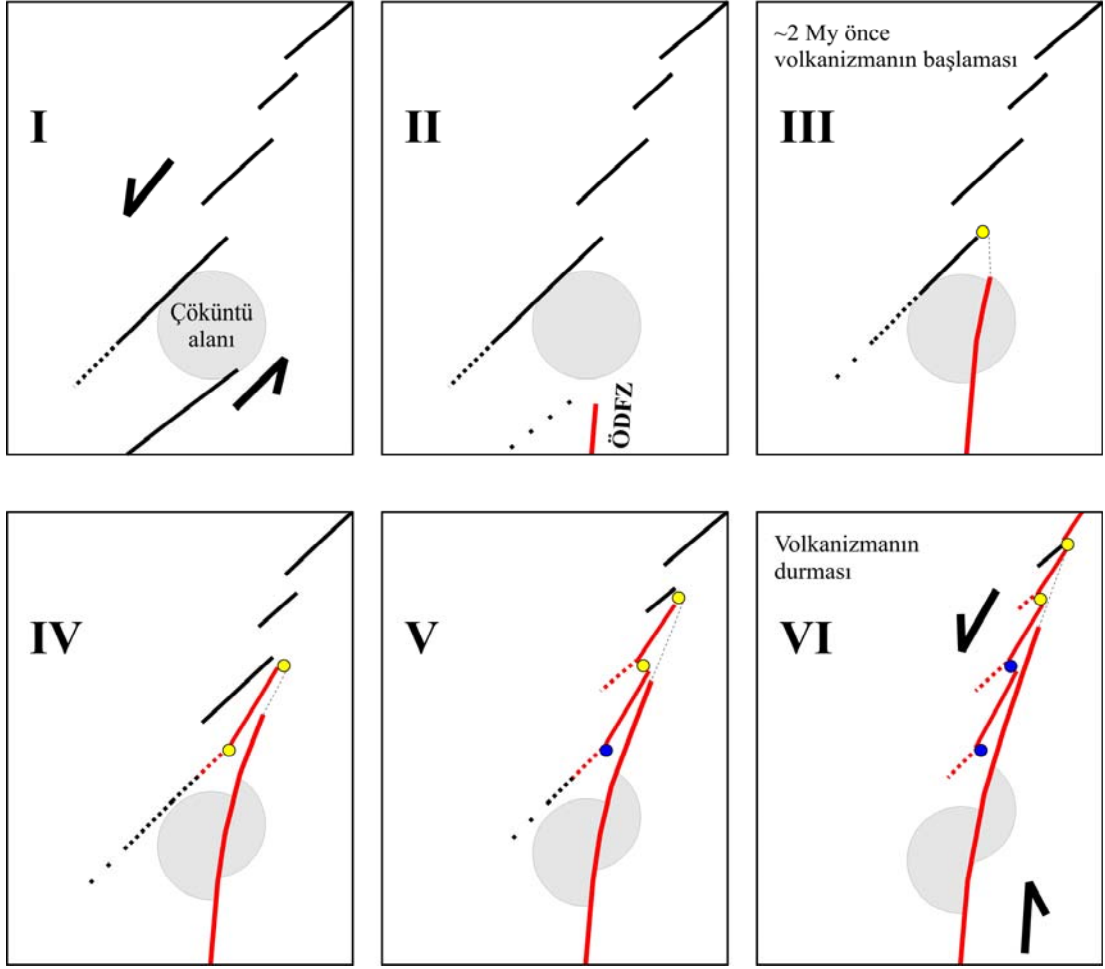 I
Çöküntü
alanı
II
ÖDFZ
~2 My önce
volkanizmanın başlaması
III
IV
V
Volkanizmanın
durması
VI